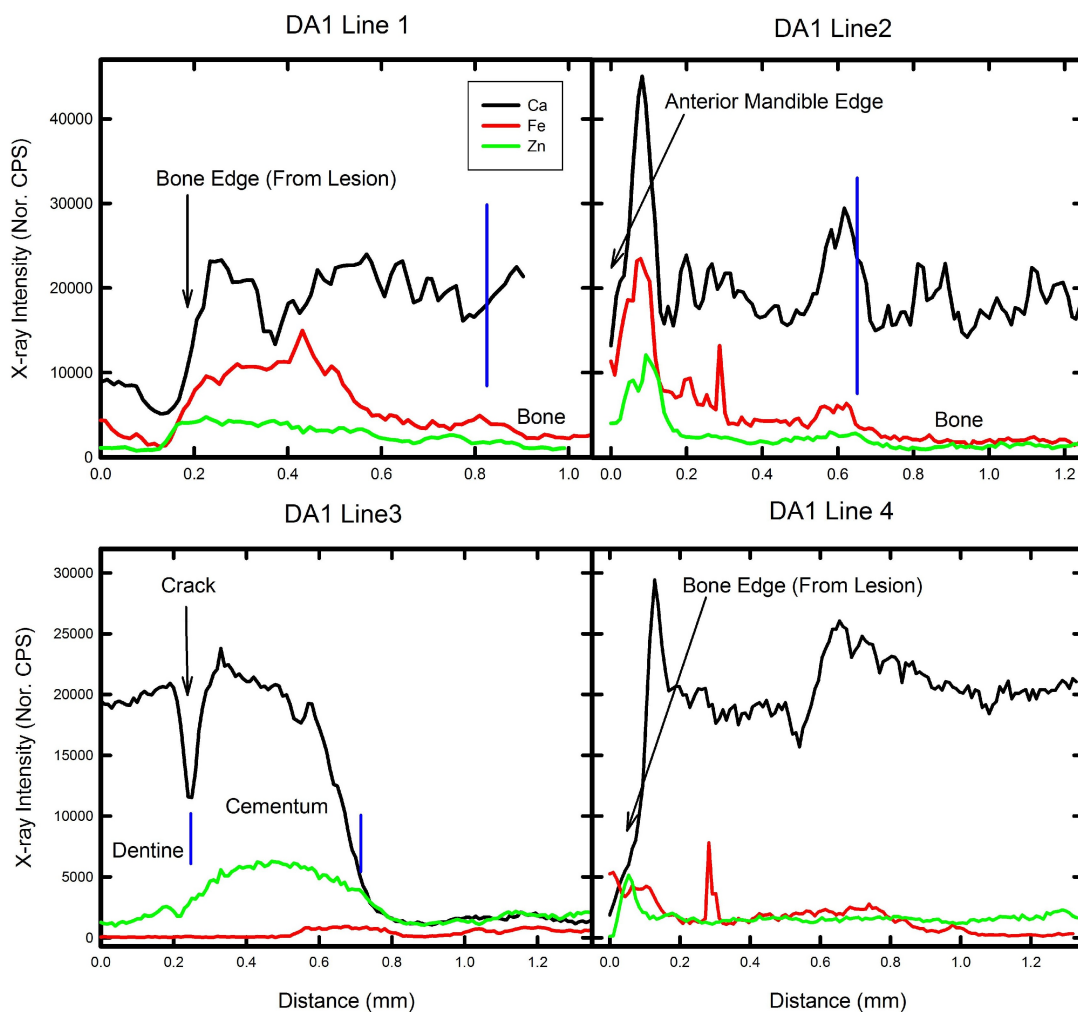 DA1 Line 1
DA1 Line2
X-ray Intensity (Nor. CPS)
40000
30000
20000
10000
0
Bone Edge (From Lesion)
Ca
Fe
Zn
Bone
0.0 0.2 0.4 0.6 0.8 1.0
Anterior Mandible Edge
Bone
0.0 0.2 0.4 0.6 0.8 1.0 1.2
DA1 Line3
DA1 Line 4
X-ray Intensity (Nor. CPS)
30000
25000
20000
15000
10000
5000
0
Crack
Cementum
Dentine
0.0 0.2 0.4 0.6 0.8 1.0 1.2
Distance (mm)
Bone Edge (From Lesion)
0.0 0.2 0.4 0.6 0.8 1.0 1.2
Distance (mm)